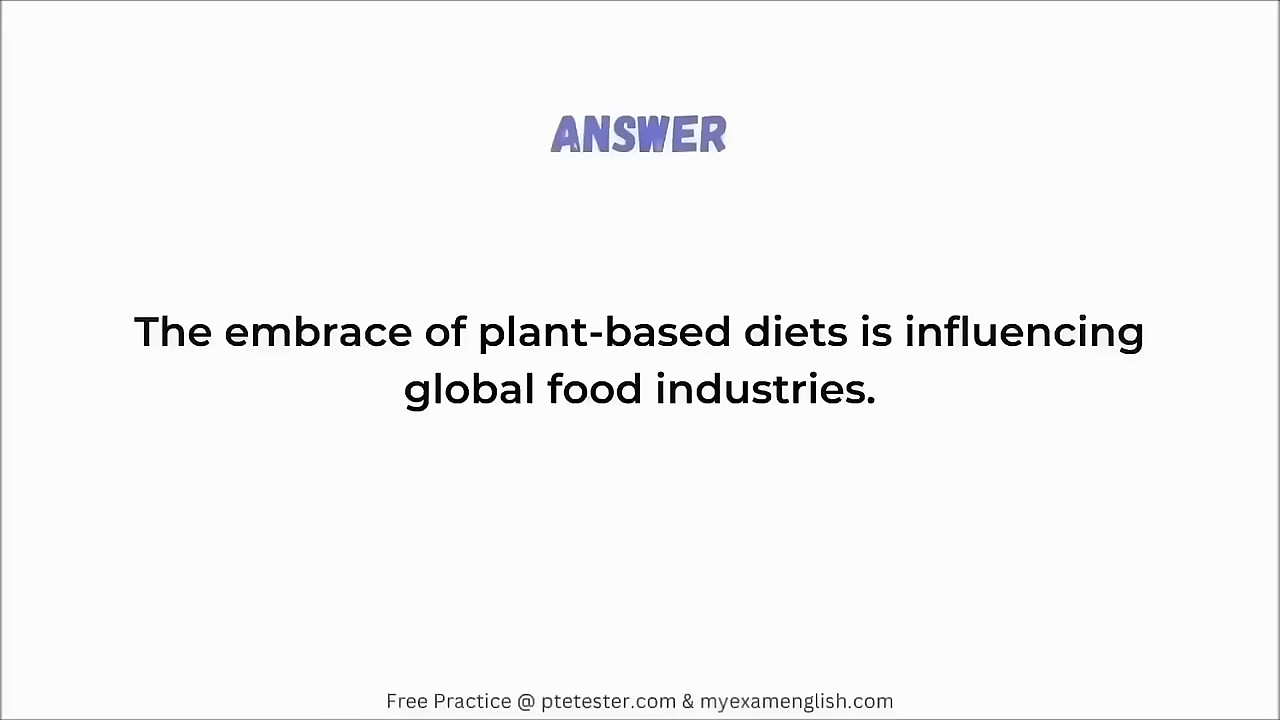 ANSWER
The embrace of plant-based diets is influencing
global food industries.
Free Practice @ ptetester.com & myexamenglish.com